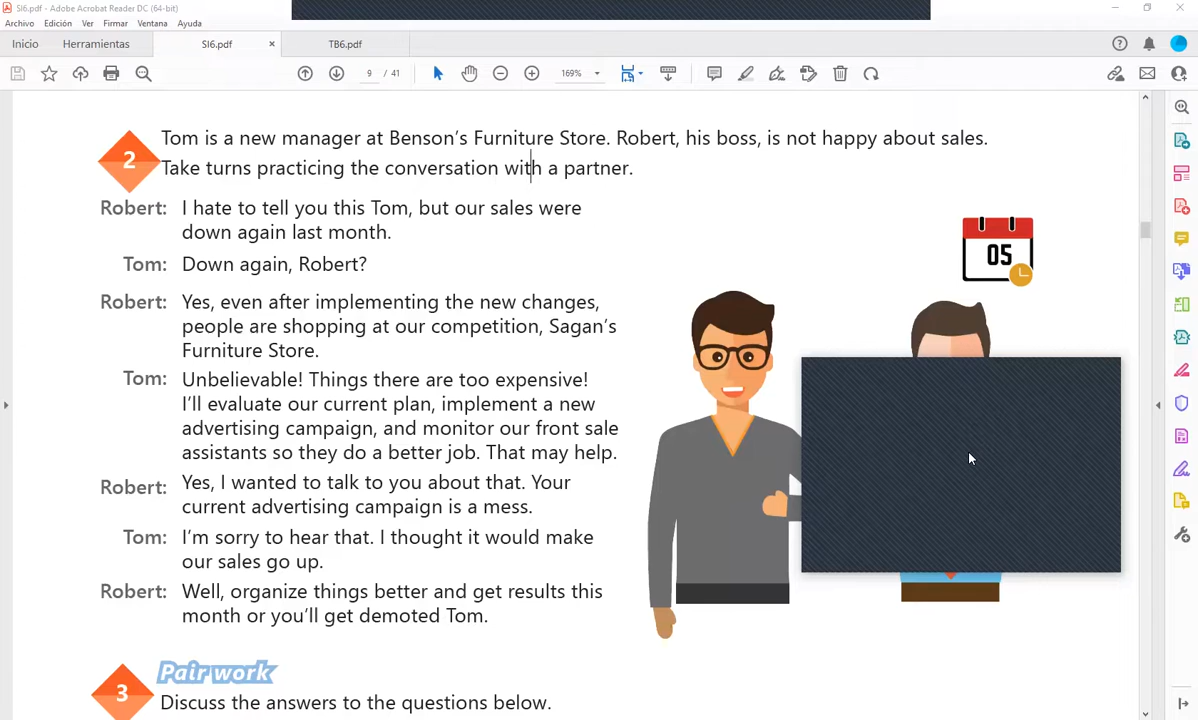 SI6.pdf - Adobe Acrobat Reader DC (64-bit)
Archivo Edición Ver Firmar Ventana Ayuda
Inicio Herramientas SI6.pdf × TB6.pdf
9 / 41 169%
2 Tom is a new manager at Benson's Furniture Store. Robert, his boss, is not happy about sales.
Take turns practicing the conversation with a partner.
Robert: I hate to tell you this Tom, but our sales were
down again last month.
Tom: Down again, Robert?
Robert: Yes, even after implementing the new changes,
people are shopping at our competition, Sagan's
Furniture Store.
Tom: Unbelievable! Things there are too expensive!
I'll evaluate our current plan, implement a new
advertising campaign, and monitor our front sale
assistants so they do a better job. That may help.
Robert: Yes, I wanted to talk to you about that. Your
current advertising campaign is a mess.
Tom: I'm sorry to hear that. I thought it would make
our sales go up.
Robert: Well, organize things better and get results this
month or you'll get demoted Tom.
05
Pair work
3 Discuss the answers to the questions below.